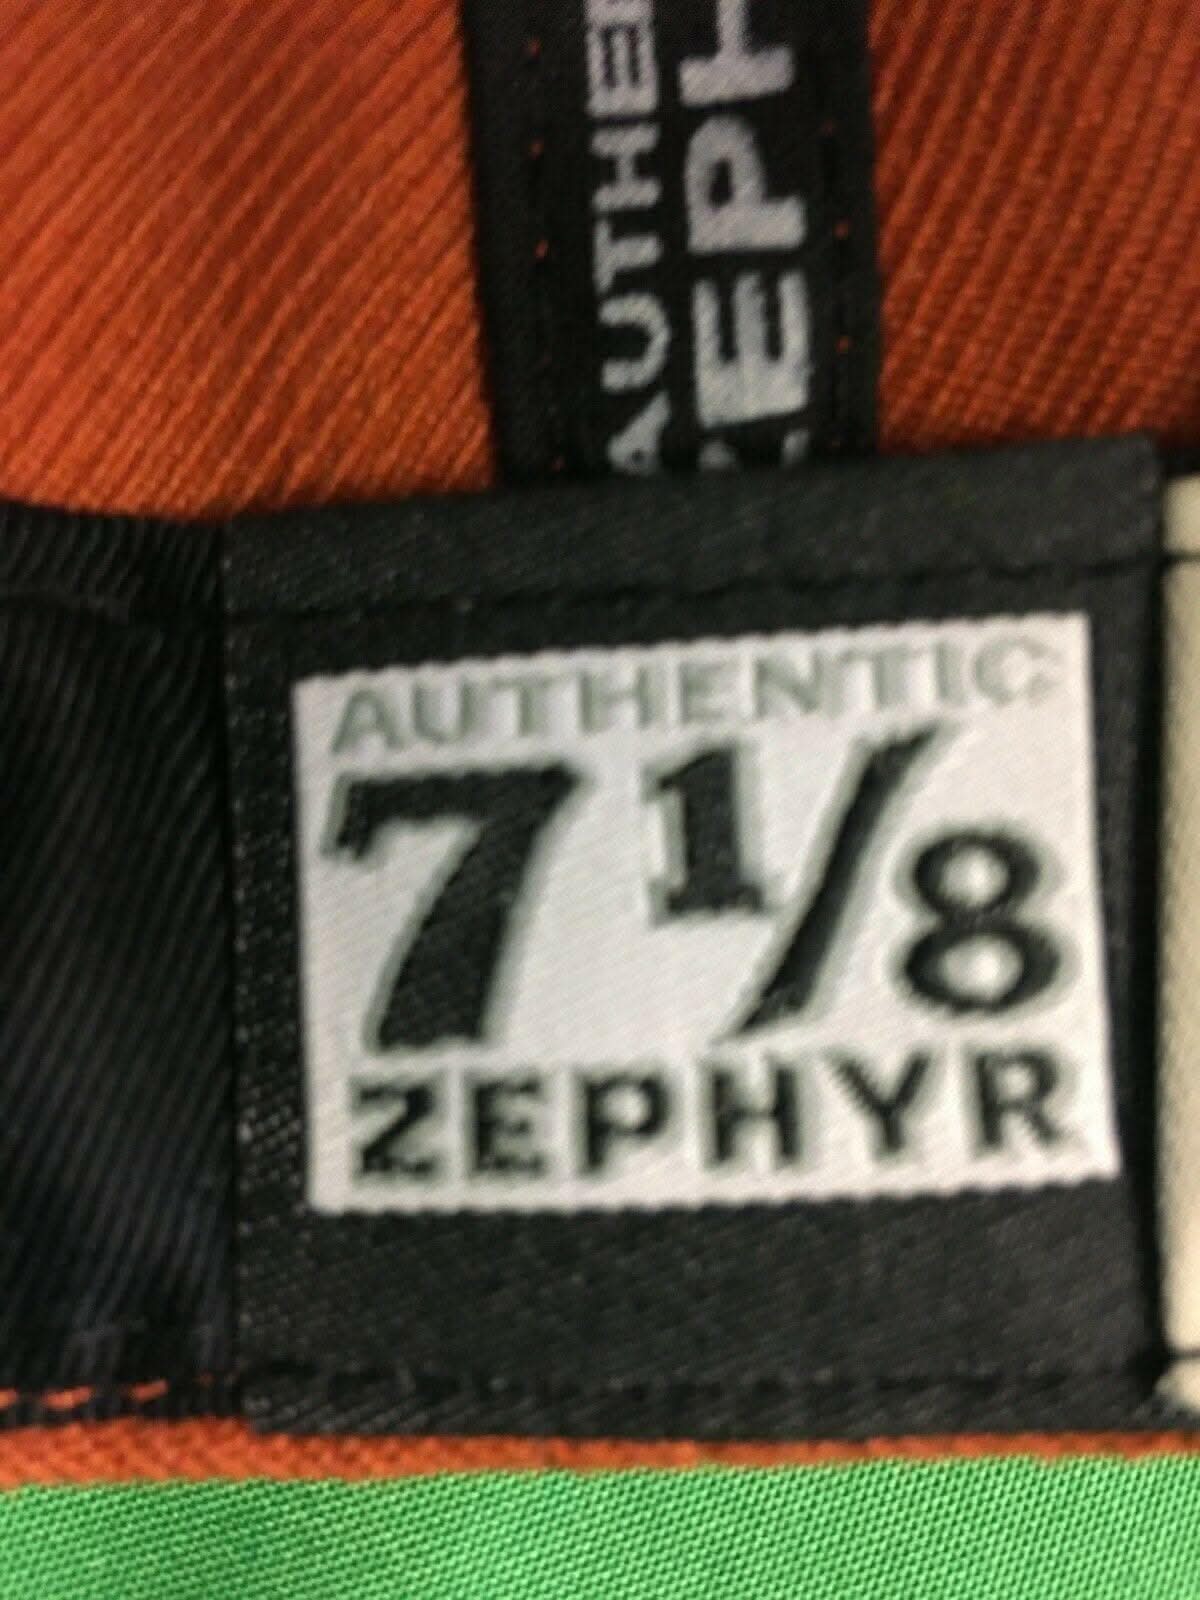 AUTHENTIC
7 1/8
ZEPHYR